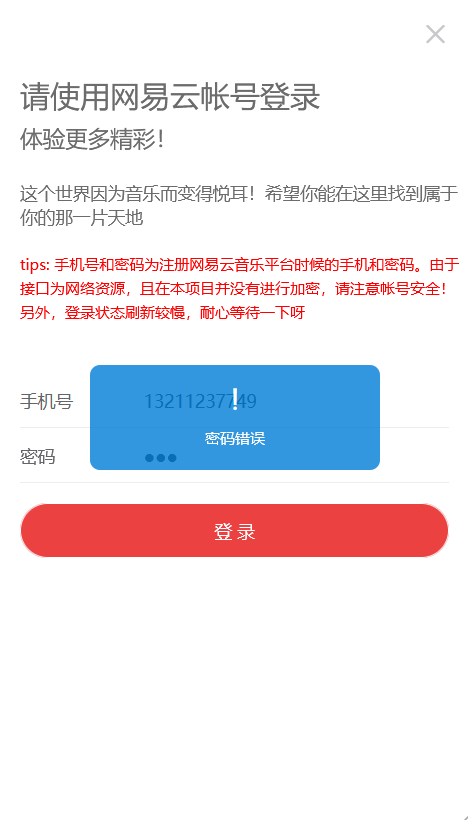 请使用网易云帐号登录
体验更多精彩！
这个世界因为音乐而变得悦耳！希望你能在这里找到属于
你的那一片天地
tips: 手机号和密码为注册网易云音乐平台时候的手机和密码。由于
接口为网络资源，且在本项目并没有进行加密，请注意帐号安全！
另外，登录状态刷新较慢，耐心等待一下呀
手机号 13211237749
!
密码错误
密码 •••
登录